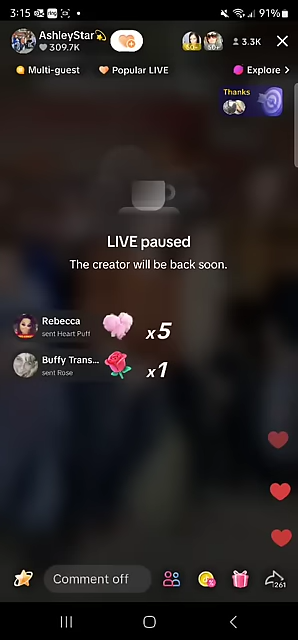 3:15
91%
AshleyStar💫
309.7K
3.3K
Multi-guest
Popular LIVE
Explore >
Thanks
LIVE paused
The creator will be back soon.
Rebecca
sent Heart Puff
x5
Buffy Trans...
sent Rose
x1
Comment off
1261